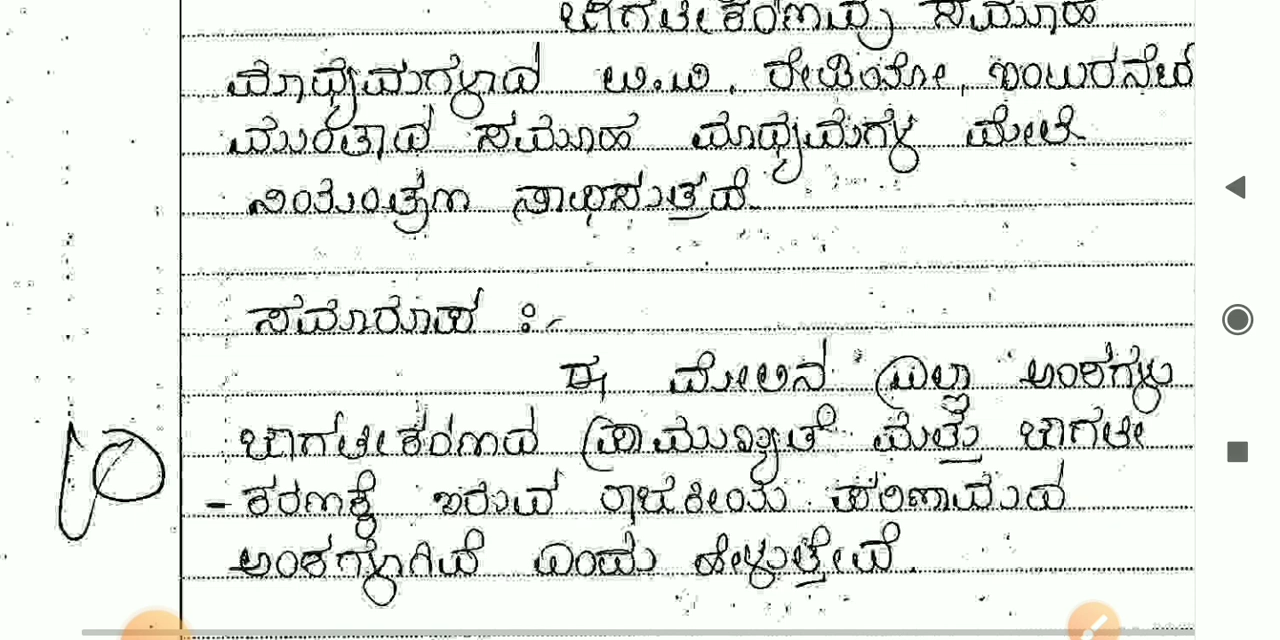 ಜಾಗತೀಕರಣವು ಸಮೂಹ
ಮಾಧ್ಯಮಗಳಾದ ಟಿ.ವಿ, ರೇಡಿಯೋ, ಇಂಟರನೇಟ
ಮುಂತಾದ ಸಮೂಹ ಮಾಧ್ಯಮಗಳ ಮೇಲೆ
ನಿಯಂತ್ರಣ ಸಾಧಿಸುತ್ತದೆ.
ಸಮಾರೋಪ :-
ಈ ಮೇಲಿನ ಎಲ್ಲಾ ಅಂಶಗಳು
ಜಾಗತೀಕರಣದ ಪ್ರಾಮುಖ್ಯತೆ ಮತ್ತು ಜಾಗತೀ
-ಕರಣಕ್ಕೆ ಇರುವ ರಾಜಕೀಯ ಪರಿಣಾಮದ
ಅಂಶಗಳಾಗಿವೆ ಎಂದು ಹೇಳುತ್ತೇವೆ.